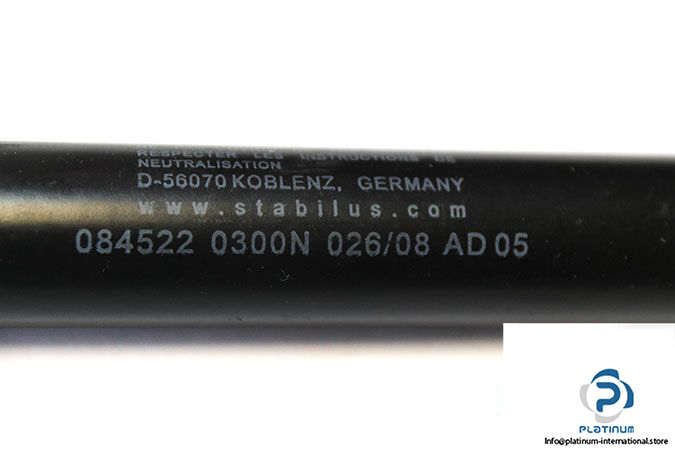 RESPECTER LES INSTRUCTIONS DE
NEUTRALISATION
D-56070 KOBLENZ, GERMANY
www.stabilus.com
084522 0300N 026/08 AD 05
PLATINUM
Info@platinum-international.store